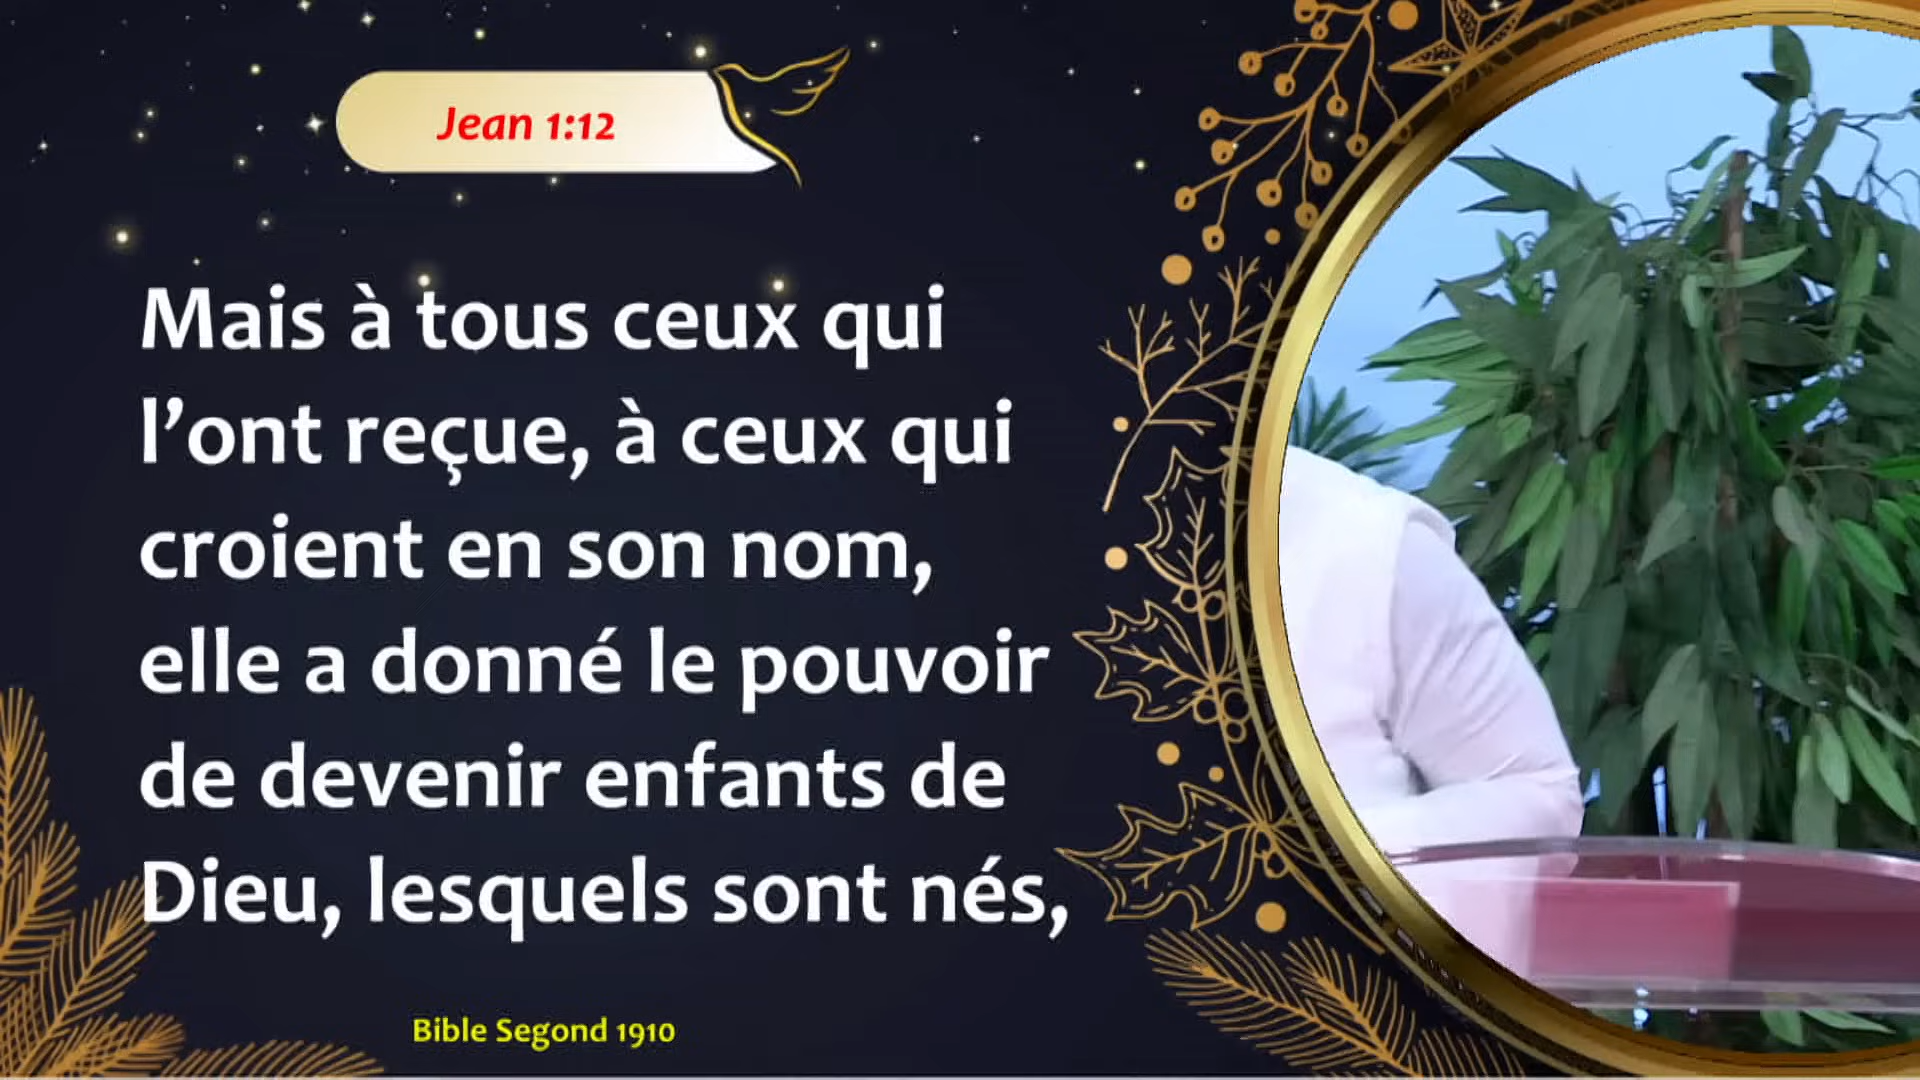 Jean 1:12
Mais à tous ceux qui
l’ont reçue, à ceux qui
croient en son nom,
elle a donné le pouvoir
de devenir enfants de
Dieu, lesquels sont nés,
Bible Segond 1910